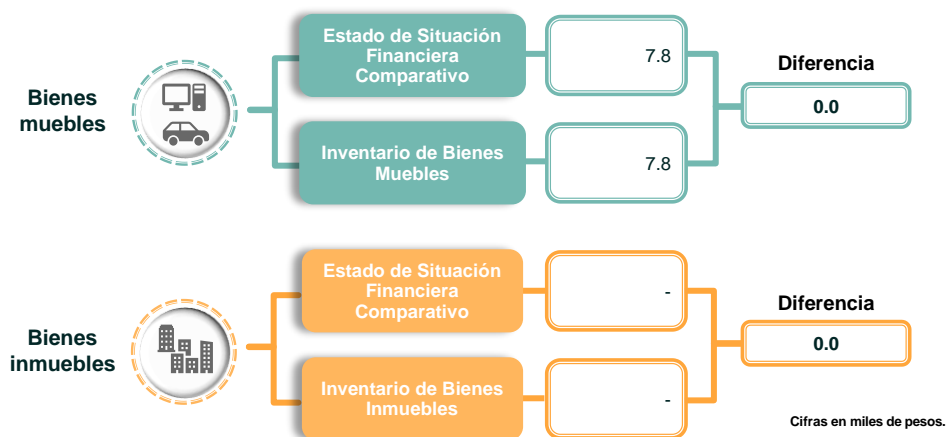 Bienes
muebles
Estado de Situación
Financiera
Comparativo
7.8
Inventario de Bienes
Muebles
7.8
Diferencia
0.0
Bienes
inmuebles
Estado de Situación
Financiera
Comparativo
-
Inventario de Bienes
Inmuebles
-
Diferencia
0.0
Cifras en miles de pesos.